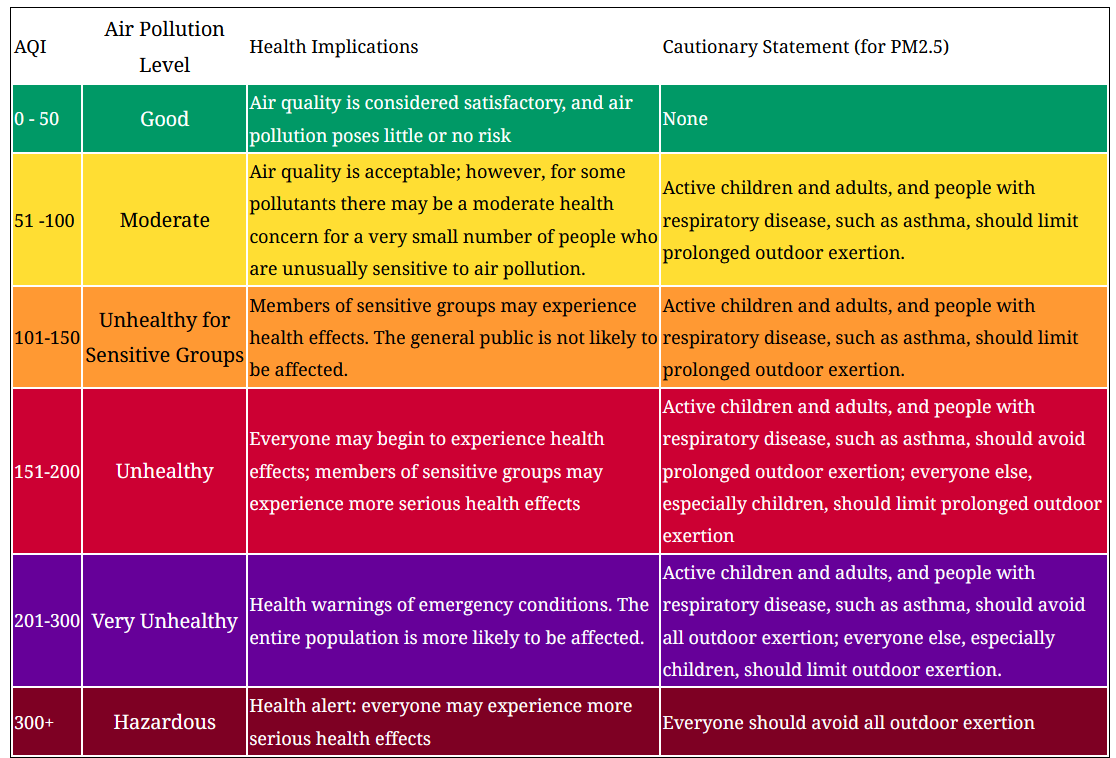 AQI
Air Pollution
Level
Health Implications
Cautionary Statement (for PM2.5)
0 - 50
Good
Air quality is considered satisfactory, and air
pollution poses little or no risk
None
51 -100
Moderate
Air quality is acceptable; however, for some
pollutants there may be a moderate health
concern for a very small number of people who
are unusually sensitive to air pollution.
Active children and adults, and people with
respiratory disease, such as asthma, should limit
prolonged outdoor exertion.
101-150
Unhealthy for
Sensitive Groups
Members of sensitive groups may experience
health effects. The general public is not likely to
be affected.
Active children and adults, and people with
respiratory disease, such as asthma, should limit
prolonged outdoor exertion.
151-200
Unhealthy
Everyone may begin to experience health
effects; members of sensitive groups may
experience more serious health effects
Active children and adults, and people with
respiratory disease, such as asthma, should avoid
prolonged outdoor exertion; everyone else,
especially children, should limit prolonged outdoor
exertion
201-300
Very Unhealthy
Health warnings of emergency conditions. The
entire population is more likely to be affected.
Active children and adults, and people with
respiratory disease, such as asthma, should avoid
all outdoor exertion; everyone else, especially
children, should limit outdoor exertion.
300+
Hazardous
Health alert: everyone may experience more
serious health effects
Everyone should avoid all outdoor exertion